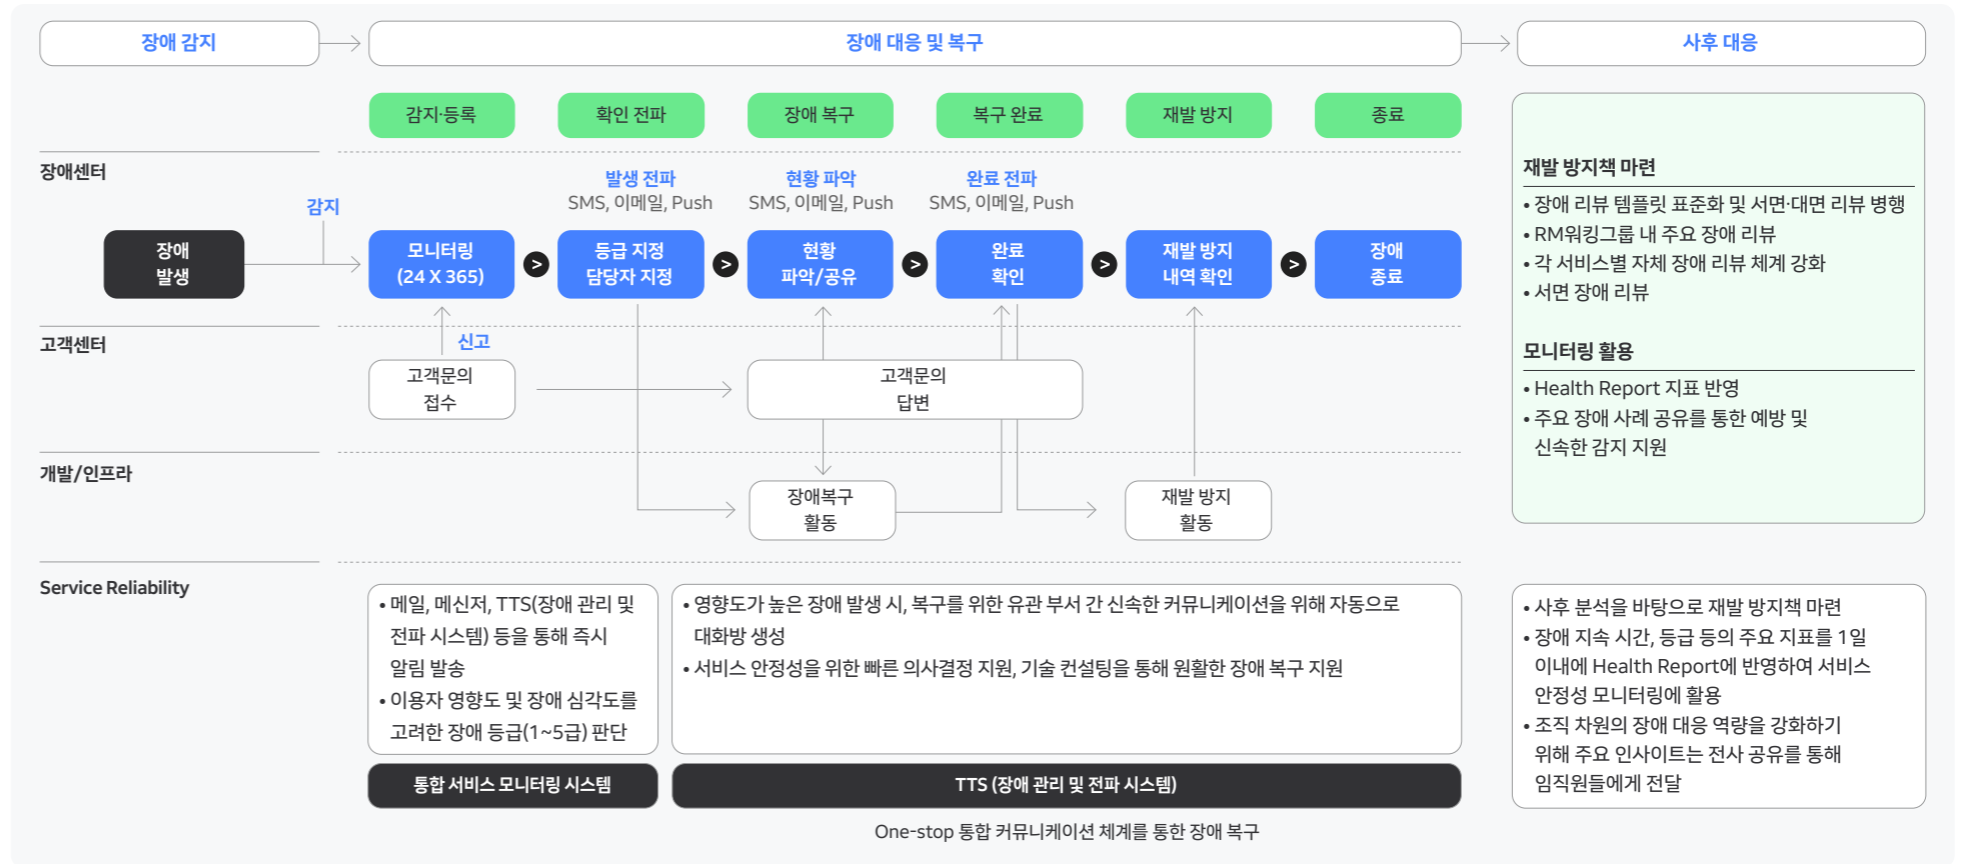 장애 감지
장애 대응 및 복구
사후 대응
감지·등록
확인 전파
장애 복구
복구 완료
재발 방지
종료
장애센터
발생 전파
SMS, 이메일, Push
현황 파악
SMS, 이메일, Push
완료 전파
SMS, 이메일, Push
감지
장애
발생
모니터링
(24 X 365)
>
등급 지정
담당자 지정
>
현황
파악/공유
>
완료
확인
>
재발 방지
내역 확인
>
장애
종료
고객센터
신고
고객문의
접수
고객문의
답변
개발/인프라
장애복구
활동
재발 방지
활동
재발 방지책 마련
• 장애 리뷰 템플릿 표준화 및 서면·대면 리뷰 병행
• RM워킹그룹 내 주요 장애 리뷰
• 각 서비스별 자체 장애 리뷰 체계 강화
• 서면 장애 리뷰
모니터링 활용
• Health Report 지표 반영
• 주요 장애 사례 공유를 통한 예방 및
신속한 감지 지원
Service Reliability
• 메일, 메신저, TTS(장애 관리 및
전파 시스템) 등을 통해 즉시
알림 발송
• 이용자 영향도 및 장애 심각도를
고려한 장애 등급(1~5급) 판단
통합 서비스 모니터링 시스템
• 영향도가 높은 장애 발생 시, 복구를 위한 유관 부서 간 신속한 커뮤니케이션을 위해 자동으로
대화방 생성
• 서비스 안정성을 위한 빠른 의사결정 지원, 기술 컨설팅을 통해 원활한 장애 복구 지원
TTS (장애 관리 및 전파 시스템)
One-stop 통합 커뮤니케이션 체계를 통한 장애 복구
• 사후 분석을 바탕으로 재발 방지책 마련
• 장애 지속 시간, 등급 등의 주요 지표를 1일
이내에 Health Report에 반영하여 서비스
안정성 모니터링에 활용
• 조직 차원의 장애 대응 역량을 강화하기
위해 주요 인사이트는 전사 공유를 통해
임직원들에게 전달